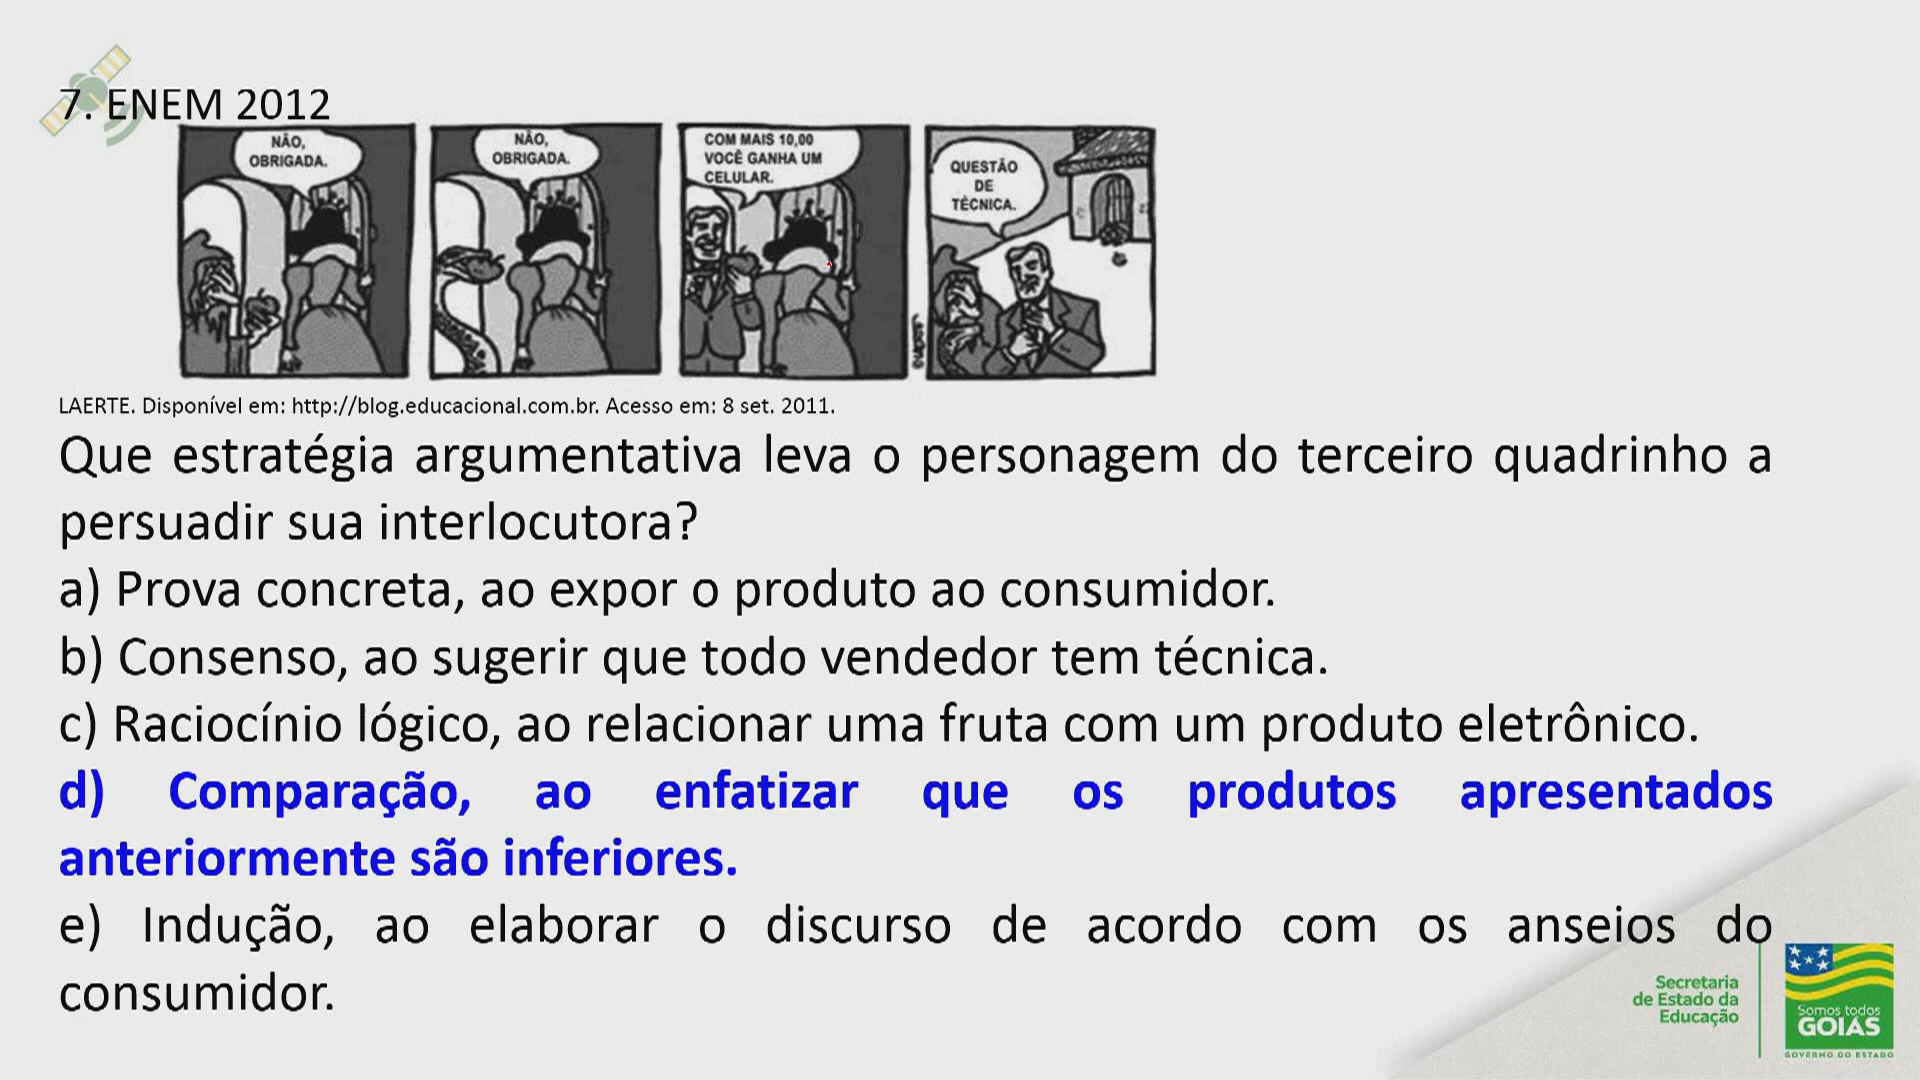 7. ENEM 2012
NÃO,
OBRIGADA.
NÃO,
OBRIGADA.
COM MAIS 10,00
VOCÊ GANHA UM
CELULAR.
QUESTÃO
DE
TÉCNICA.
LAERTE. Disponível em: http://blog.educacional.com.br. Acesso em: 8 set. 2011.
Que estratégia argumentativa leva o personagem do terceiro quadrinho a
persuadir sua interlocutora?
a) Prova concreta, ao expor o produto ao consumidor.
b) Consenso, ao sugerir que todo vendedor tem técnica.
c) Raciocínio lógico, ao relacionar uma fruta com um produto eletrônico.
d) Comparação, ao enfatizar que os produtos apresentados
anteriormente são inferiores.
e) Indução, ao elaborar o discurso de acordo com os anseios do
consumidor.
Secretaria
de Estado da
Educação
Somos todos
GOIÁS
GOVERNO DO ESTADO